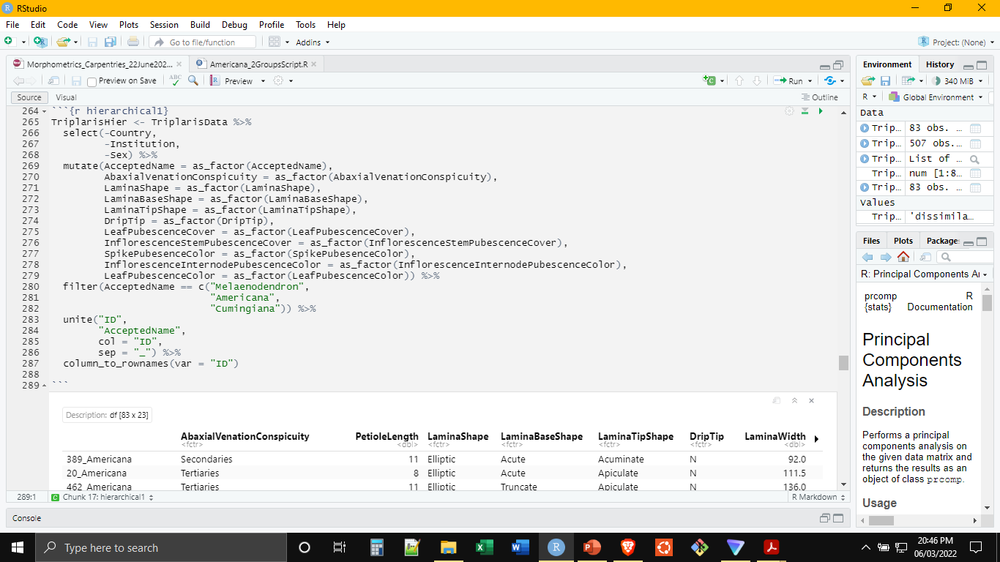 RStudio
File Edit Code View Plots Session Build Debug Profile Tools Help
Go to file/function Addins Project: (None)
Morphometrics_Carpentries_22June202... Americana_2GroupsScript.R
Preview on Save ABC Preview Run
Source Visual Outline
264 ```{r hierarchical1}
265 TriplarisHier <- TriplarisData %>%
266 select(-Country,
267 -Institution,
268 -Sex) %>%
269 mutate(AcceptedName = as_factor(AcceptedName),
270 AbaxialVenationConspicuity = as_factor(AbaxialVenationConspicuity),
271 LaminaShape = as_factor(LaminaShape),
272 LaminaBaseShape = as_factor(LaminaBaseShape),
273 LaminaTipShape = as_factor(LaminaTipShape),
274 DripTip = as_factor(DripTip),
275 LeafPubescenceCover = as_factor(LeafPubescenceCover),
276 InflorescenceStemPubescenceCover = as_factor(InflorescenceStemPubescenceCover),
277 SpikePubesenceColor = as_factor(SpikePubesenceColor),
278 InflorescenceInternodePubescenceColor = as_factor(InflorescenceInternodePubescenceColor),
279 LeafPubescenceColor = as_factor(LeafPubescenceColor)) %>%
280 filter(AcceptedName == c("Melaenodendron",
281 "Americana",
282 "Cumingiana")) %>%
283 unite("ID",
284 "AcceptedName",
285 col = "ID",
286 sep = "_") %>%
287 column_to_rownames(var = "ID")
288
289 ```
Description: df [83 x 23]
AbaxialVenationConspicuity PetioleLength LaminaShape LaminaBaseShape LaminaTipShape DripTip LaminaWidth
<fctr> <dbl> <fctr> <fctr> <fctr> <fctr> <dbl>
389_Americana Secondaries 11 Elliptic Acute Acuminate N 92.0
20_Americana Tertiaries 8 Elliptic Acute Apiculate N 111.5
462_Americana Tertiaries 11 Elliptic Truncate Apiculate N 136.0
289:1 C Chunk 17: hierarchical1 R Markdown
Console
Environment History
340 MiB
R Global Environment
Data
Trip... 83 obs. ...
Trip... 507 obs...
Trip... List of ...
Trip... num [1:8...
Trip... 83 obs. ...
Values
Trip... 'dissimila...
Files Plots Package
R: Principal Components A
prcomp R
{stats} Documentation
Principal
Components
Analysis
Description
Performs a principal
components analysis on
the given data matrix and
returns the results as an
object of class prcomp.
Usage
Type here to search
20:46 PM
06/03/2022